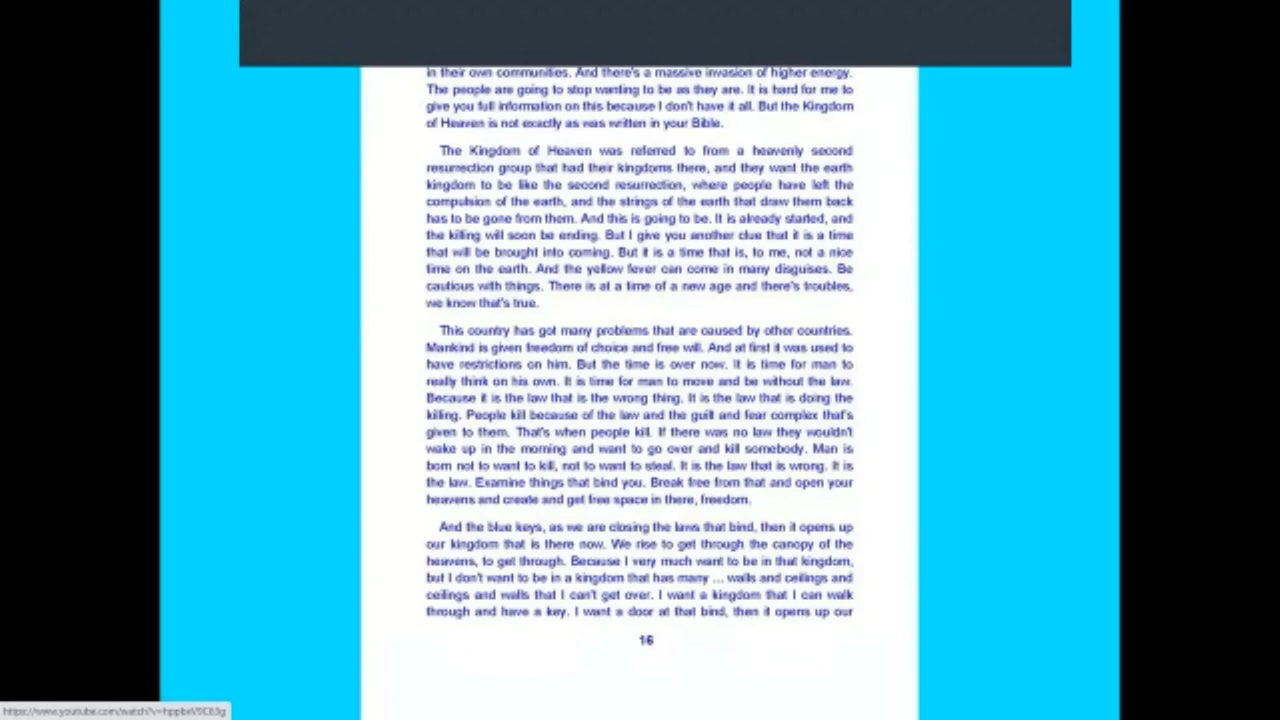 in their own communities. And there's a massive invasion of higher energy.
The people are going to stop wanting to be as they are. It is hard for me to
give you full information on this because I don't have it all. But the Kingdom
of Heaven is not exactly as was written in your Bible.
The Kingdom of Heaven was referred to from a heavenly second
resurrection group that had their kingdoms there, and they want the earth
kingdom to be like the second resurrection, where people have left the
compulsion of the earth, and the strings of the earth that draw them back
has to be gone from them. And this is going to be. It is already started, and
the killing will soon be ending. But I give you another clue that it is a time
that will be brought into coming. But it is a time that is, to me, not a nice
time on the earth. And the yellow fever can come in many disguises. Be
cautious with things. There is at a time of a new age and there's troubles,
we know that's true.
This country has got many problems that are caused by other countries.
Mankind is given freedom of choice and free will. And at first it was used to
have restrictions on him. But the time is over now. It is time for man to
really think on his own. It is time for man to move and be without the law.
Because it is the law that is the wrong thing. It is the law that is doing the
killing. People kill because of the law and the guilt and fear complex that's
given to them. That's when people kill. If there was no law they wouldn't
wake up in the morning and want to go over and kill somebody. Man is
born not to want to kill, not to want to steal. It is the law that is wrong. It is
the law. Examine things that bind you. Break free from that and open your
heavens and create and get free space in there, freedom.
And the blue keys, as we are closing the laws that bind, then it opens up
our kingdom that is there now. We rise to get through the canopy of the
heavens, to get through. Because I very much want to be in that kingdom,
but I don't want to be in a kingdom that has many ... walls and ceilings and
ceilings and walls that I can't get over. I want a kingdom that I can walk
through and have a key. I want a door at that bind, then it opens up our
16